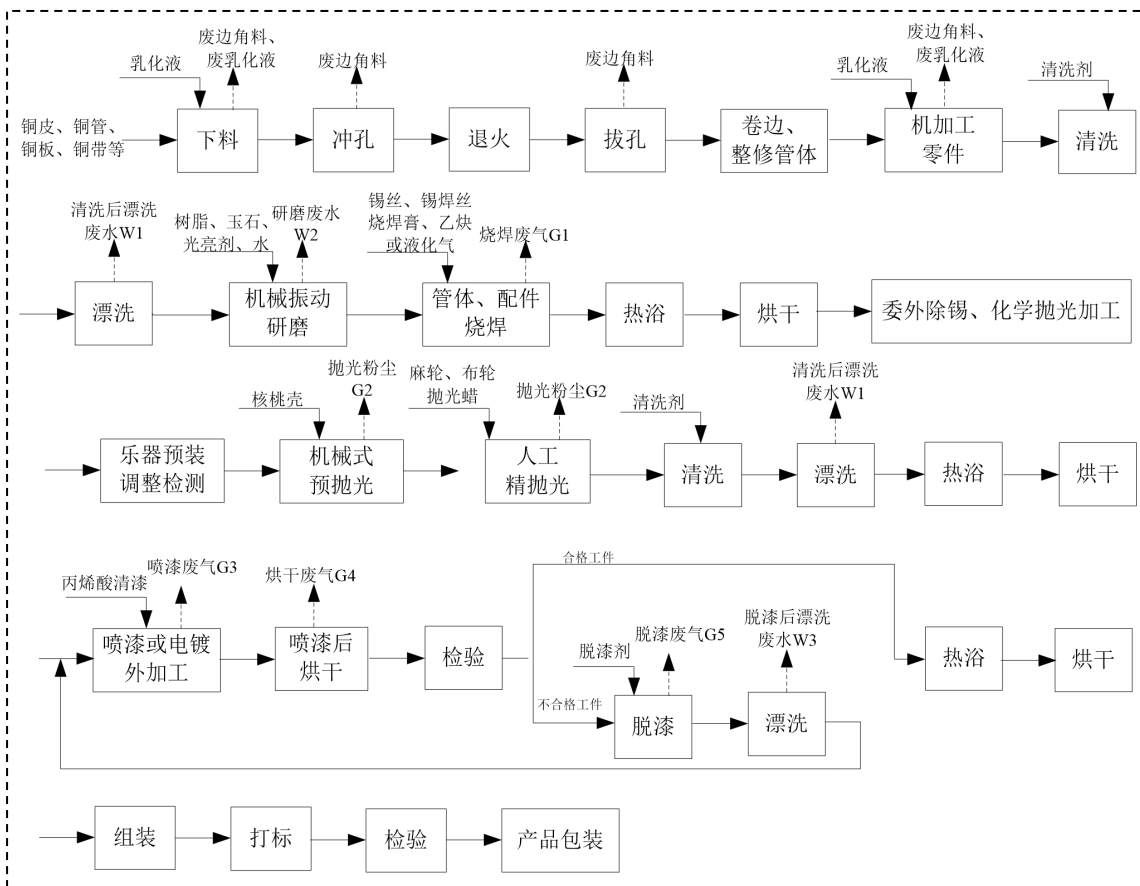 乳化液
废边角料、
废乳化液
废边角料
废边角料
乳化液
废边角料、
废乳化液
清洗剂
铜皮、铜管、
铜板、铜带等
下料
冲孔
退火
拔孔
卷边、
整修管体
机加工
零件
清洗
清洗后漂洗
废水W1
树脂、玉石、
光亮剂、水
研磨废水
W2
锡丝、锡焊丝
烧焊膏、乙炔
或液化气
烧焊废气G1
漂洗
机械振动
研磨
管体、配件
烧焊
热浴
烘干
委外除锡、化学抛光加工
核桃壳
抛光粉尘
G2
麻轮、布轮
抛光蜡
抛光粉尘G2
清洗剂
清洗后漂洗
废水W1
乐器预装
调整检测
机械式
预抛光
人工
精抛光
清洗
漂洗
热浴
烘干
丙烯酸清漆
喷漆废气G3
烘干废气G4
合格工件
喷漆或电镀
外加工
喷漆后
烘干
检验
脱漆剂
脱漆废气G5
脱漆后漂洗
废水W3
热浴
烘干
不合格工件
脱漆
漂洗
组装
打标
检验
产品包装